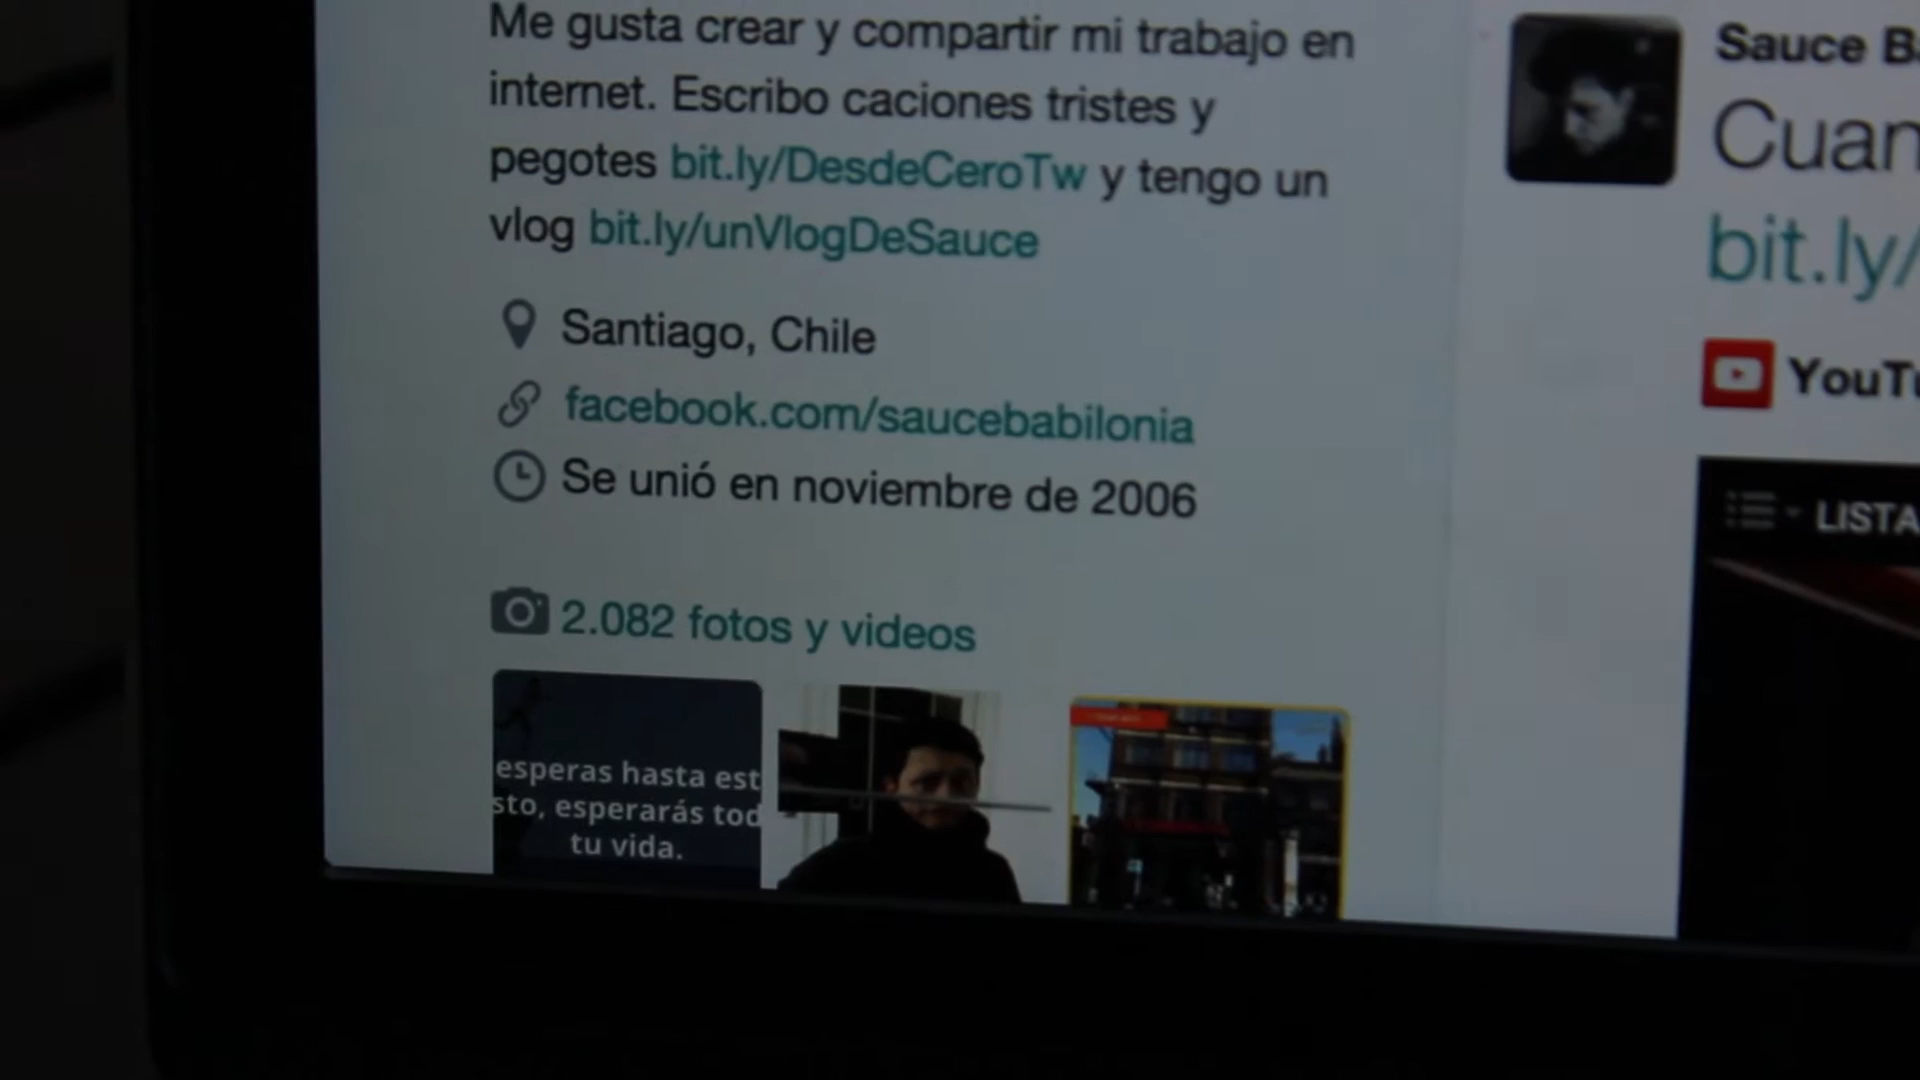 Me gusta crear y compartir mi trabajo en
internet. Escribo caciones tristes y
pegotes bit.ly/DesdeCeroTw y tengo un
vlog bit.ly/unVlogDeSauce
Santiago, Chile
facebook.com/saucebabilonia
Se unió en noviembre de 2006
2.082 fotos y videos
esperas hasta est
sto, esperarás tod
tu vida.
Sauce B
Cuan
bit.ly/
YouTu
LISTA